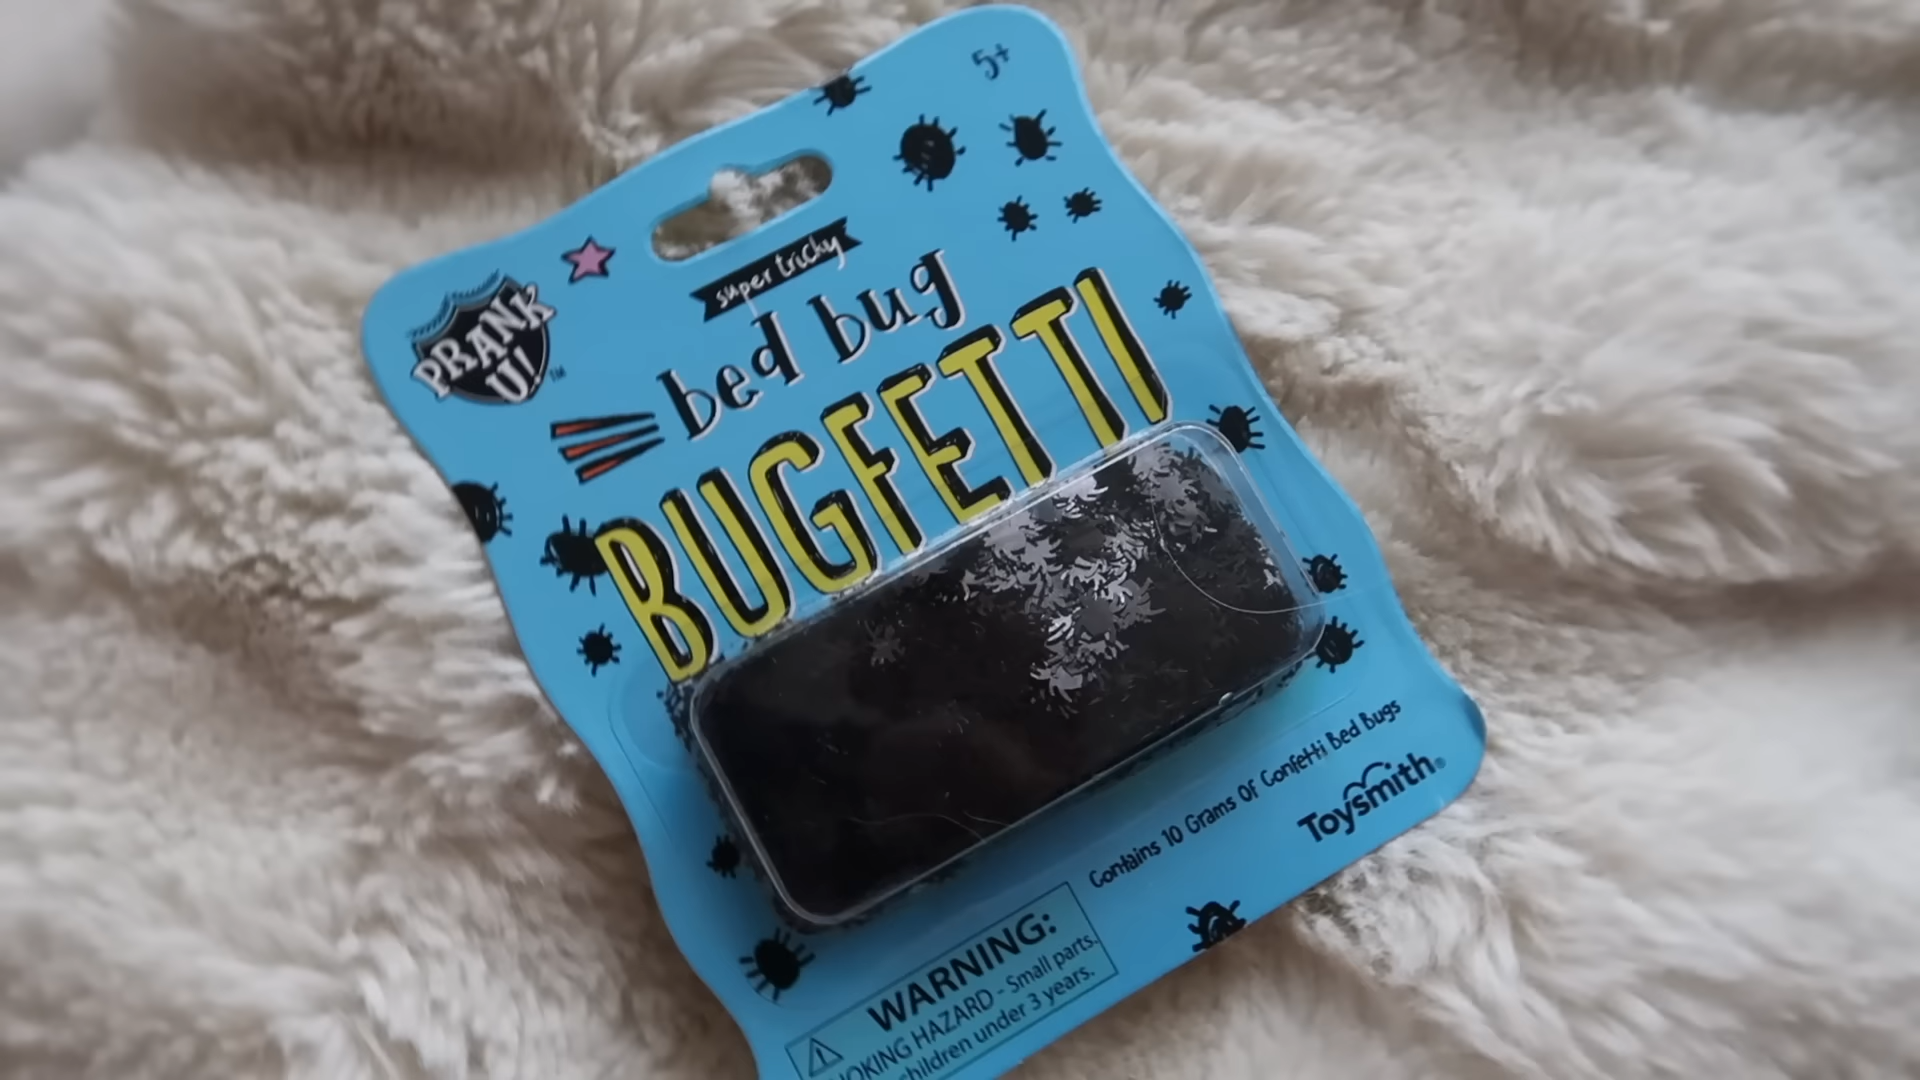 5+
PRANK
U!™
super tricky
bed bug
BUGFETTI
Contains 10 Grams Of Confetti Bed Bugs
Toysmith®
WARNING:
HAZARD - Small parts.
children under 3 years.